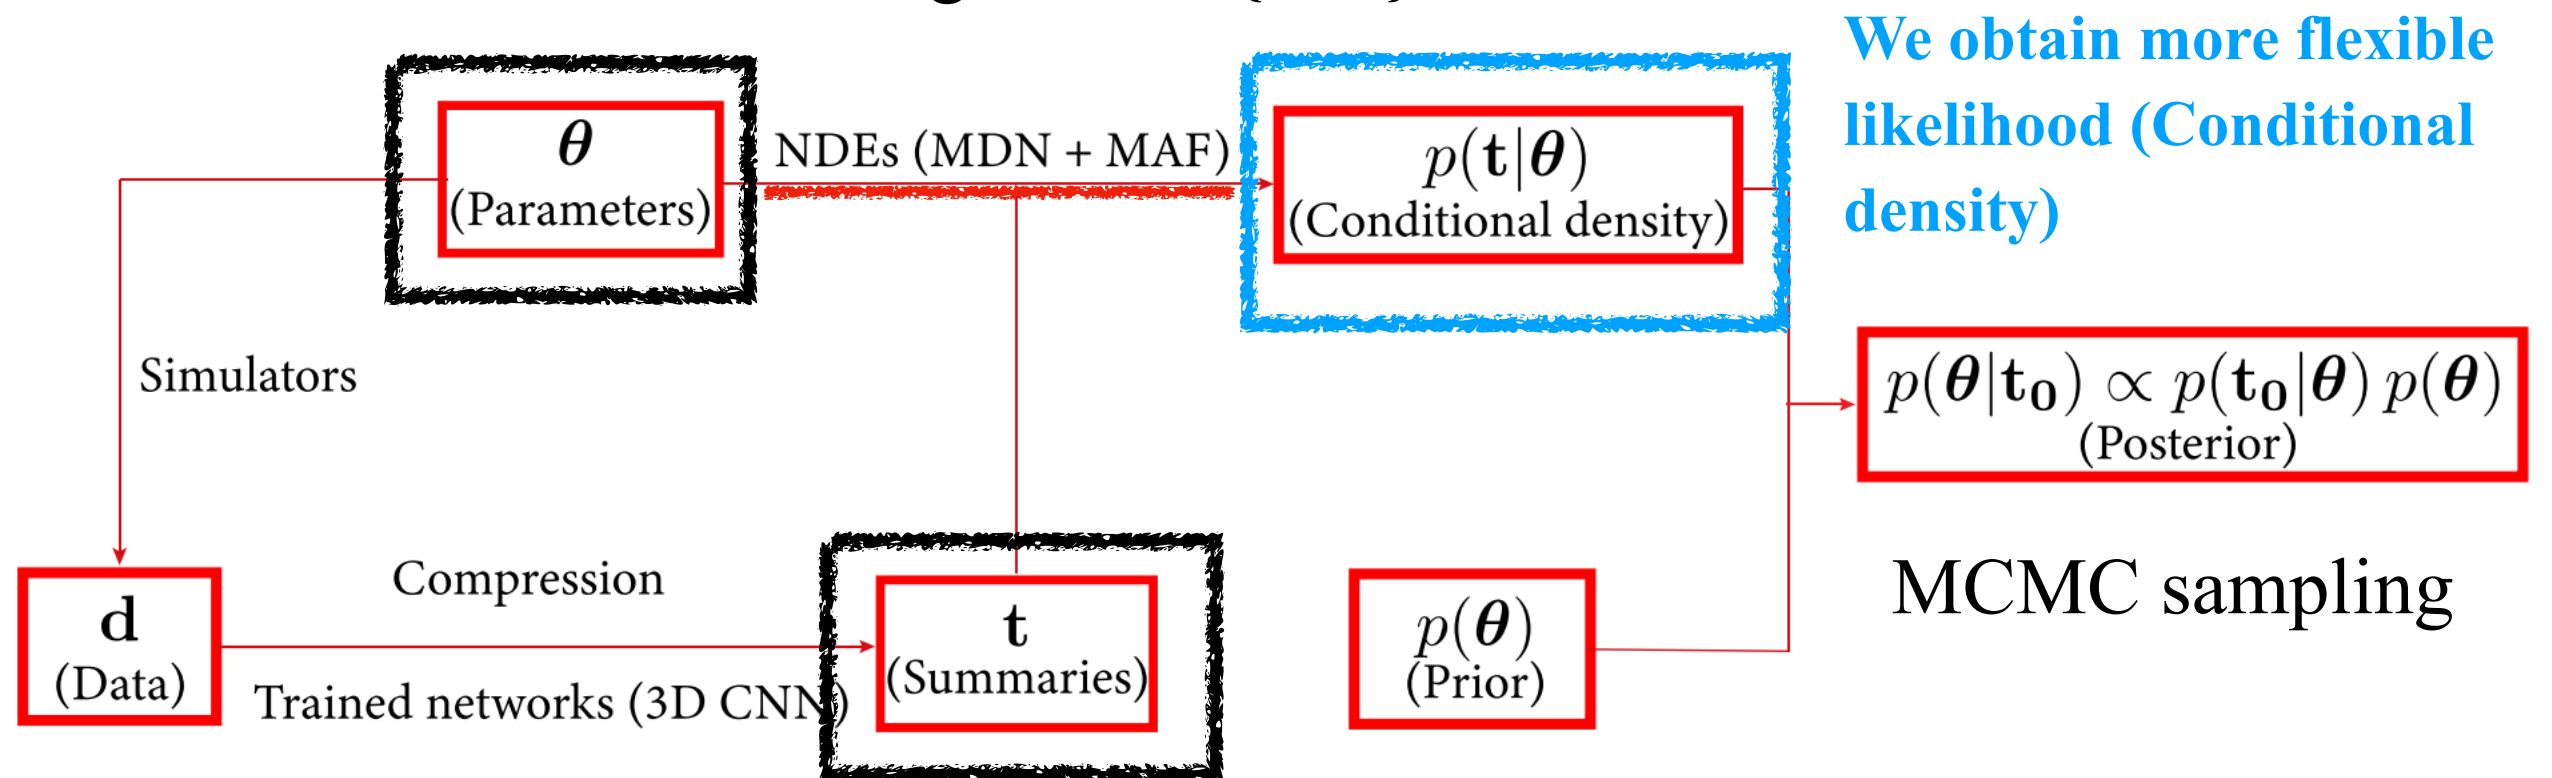 We obtain more flexible
likelihood (Conditional
density)
θ
(Parameters)
NDEs (MDN + MAF)
p(t|θ)
(Conditional density)
Simulators
p(θ|t₀) ∝ p(t₀|θ) p(θ)
(Posterior)
MCMC sampling
d
(Data)
Compression
Trained networks (3D CNN)
t
(Summaries)
p(θ)
(Prior)